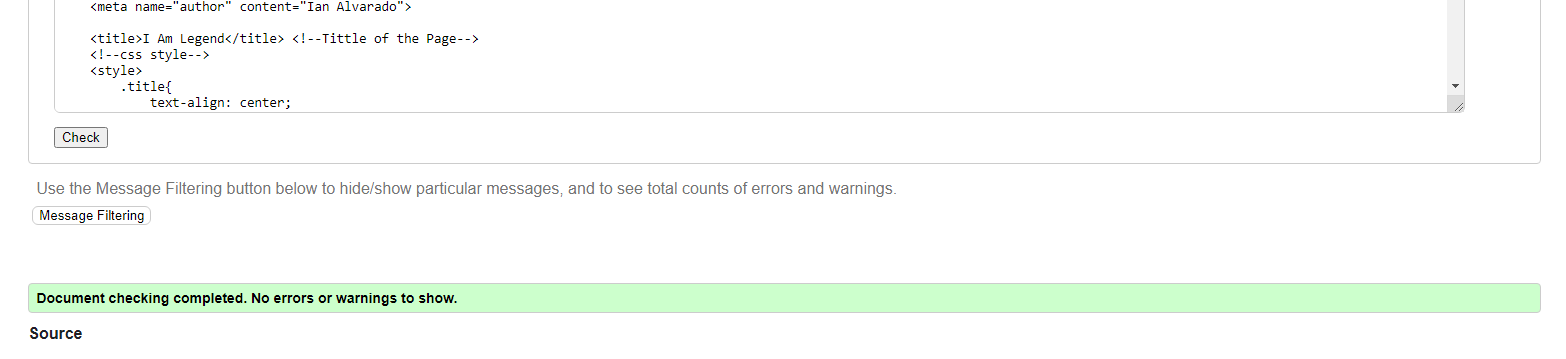 <meta name="author" content="Ian Alvarado">
<title>I Am Legend</title> <!--Tittle of the Page-->
<!--css style-->
<style>
.title{
text-align: center;
Check
Use the Message Filtering button below to hide/show particular messages, and to see total counts of errors and warnings.
Message Filtering
Document checking completed. No errors or warnings to show.
Source